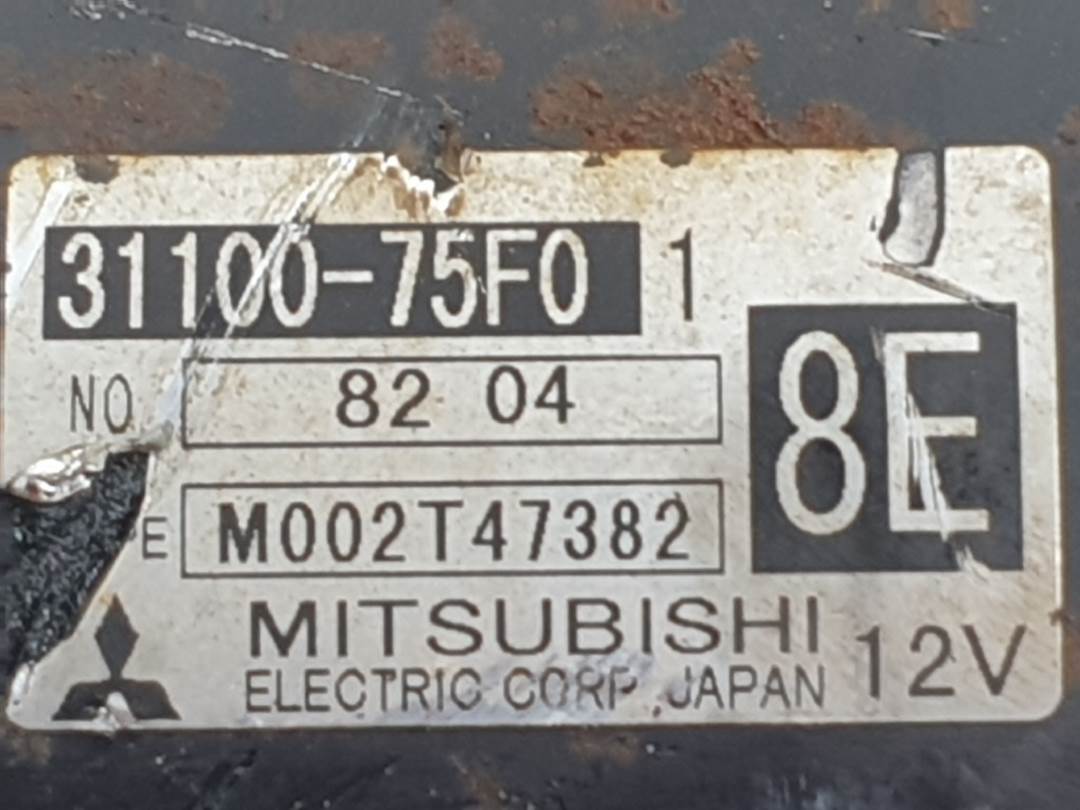 31100-75F0 1
8E
NO 82 04
E M002T47382
MITSUBISHI
ELECTRIC CORP. JAPAN 12V